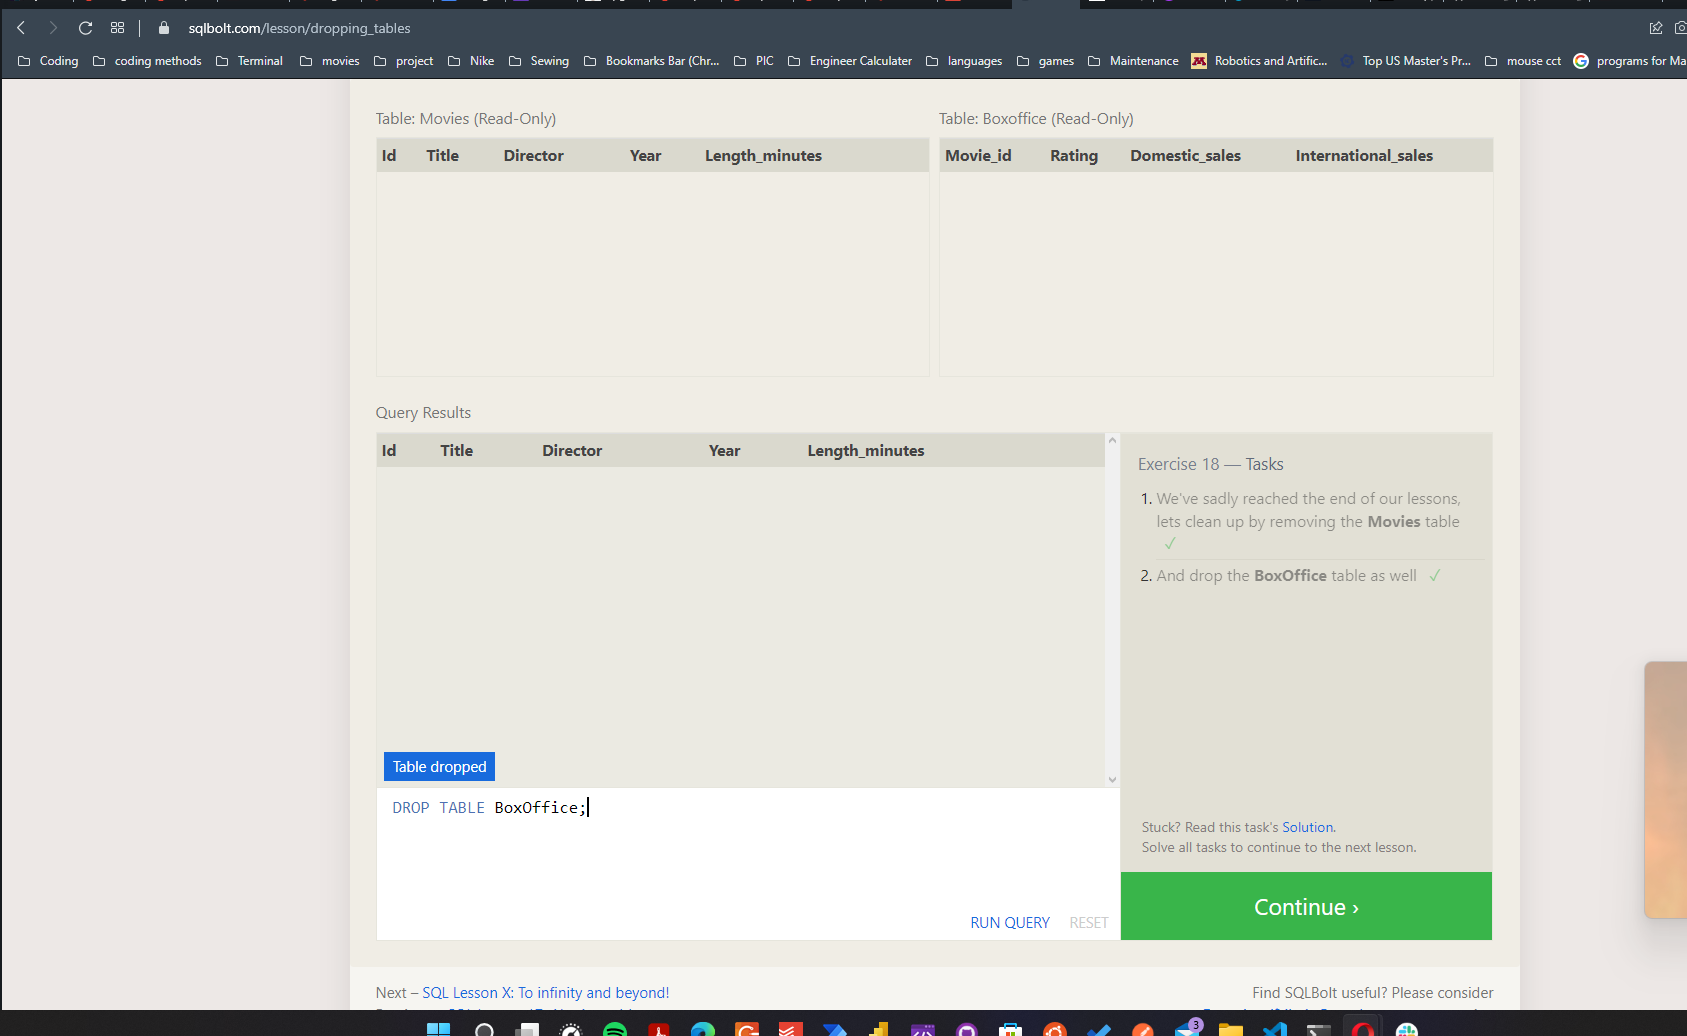 sqlbolt.com/lesson/dropping_tables
Coding coding methods Terminal movies project Nike Sewing Bookmarks Bar (Chr... PIC Engineer Calculater languages games Maintenance Robotics and Artific... Top US Master's Pr... mouse cct programs for Ma
Table: Movies (Read-Only)
Id Title Director Year Length_minutes
Table: Boxoffice (Read-Only)
Movie_id Rating Domestic_sales International_sales
Query Results
Id Title Director Year Length_minutes
Table dropped
DROP TABLE BoxOffice;
RUN QUERY RESET
Exercise 18 — Tasks
1. We've sadly reached the end of our lessons,
lets clean up by removing the Movies table
✓
2. And drop the BoxOffice table as well ✓
Stuck? Read this task's Solution.
Solve all tasks to continue to the next lesson.
Continue ›
Next – SQL Lesson X: To infinity and beyond!
Find SQLBolt useful? Please consider
3